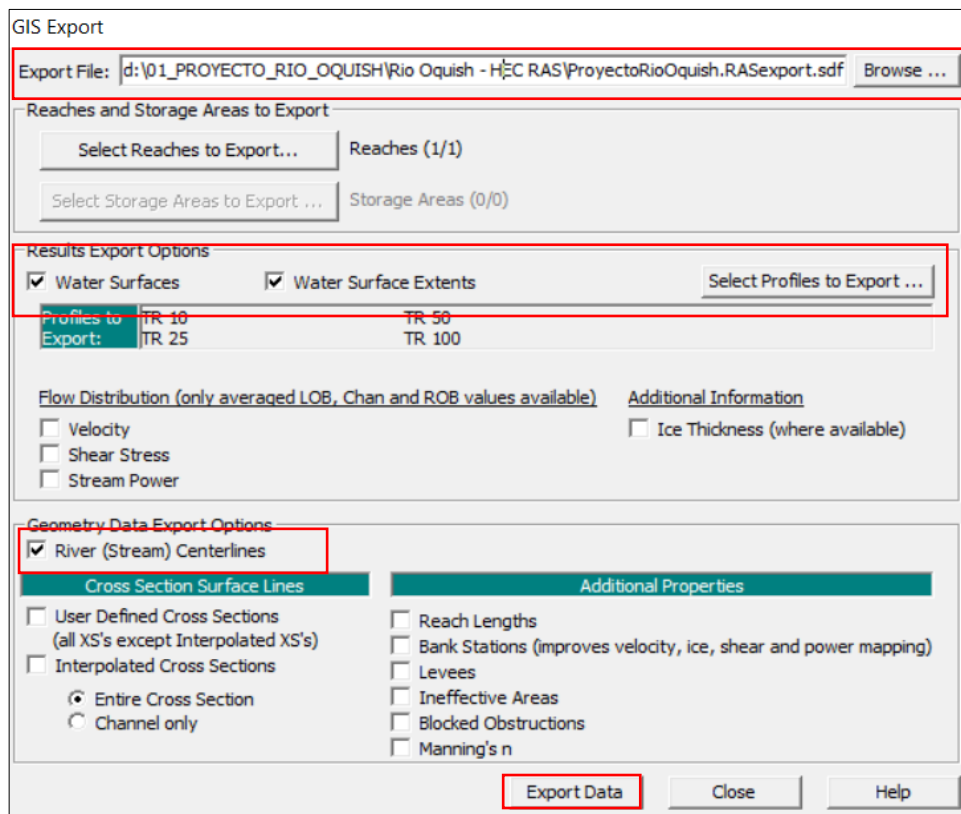 GIS Export
Export File: d:\01_PROYECTO_RIO_OQUISH\Rio Oquish - HEC RAS\ProyectoRioOquish.RASexport.sdf Browse ...
Reaches and Storage Areas to Export
Select Reaches to Export... Reaches (1/1)
Select Storage Areas to Export ... Storage Areas (0/0)
Results Export Options
Water Surfaces Water Surface Extents Select Profiles to Export ...
Profiles to TR 10 TR 50
Export: TR 25 TR 100
Flow Distribution (only averaged LOB, Chan and ROB values available) Additional Information
Velocity Ice Thickness (where available)
Shear Stress
Stream Power
Geometry Data Export Options
River (Stream) Centerlines
Cross Section Surface Lines Additional Properties
User Defined Cross Sections Reach Lengths
(all XS's except Interpolated XS's) Bank Stations (improves velocity, ice, shear and power mapping)
Interpolated Cross Sections Levees
Entire Cross Section Ineffective Areas
Channel only Blocked Obstructions
Manning's n
Export Data Close Help